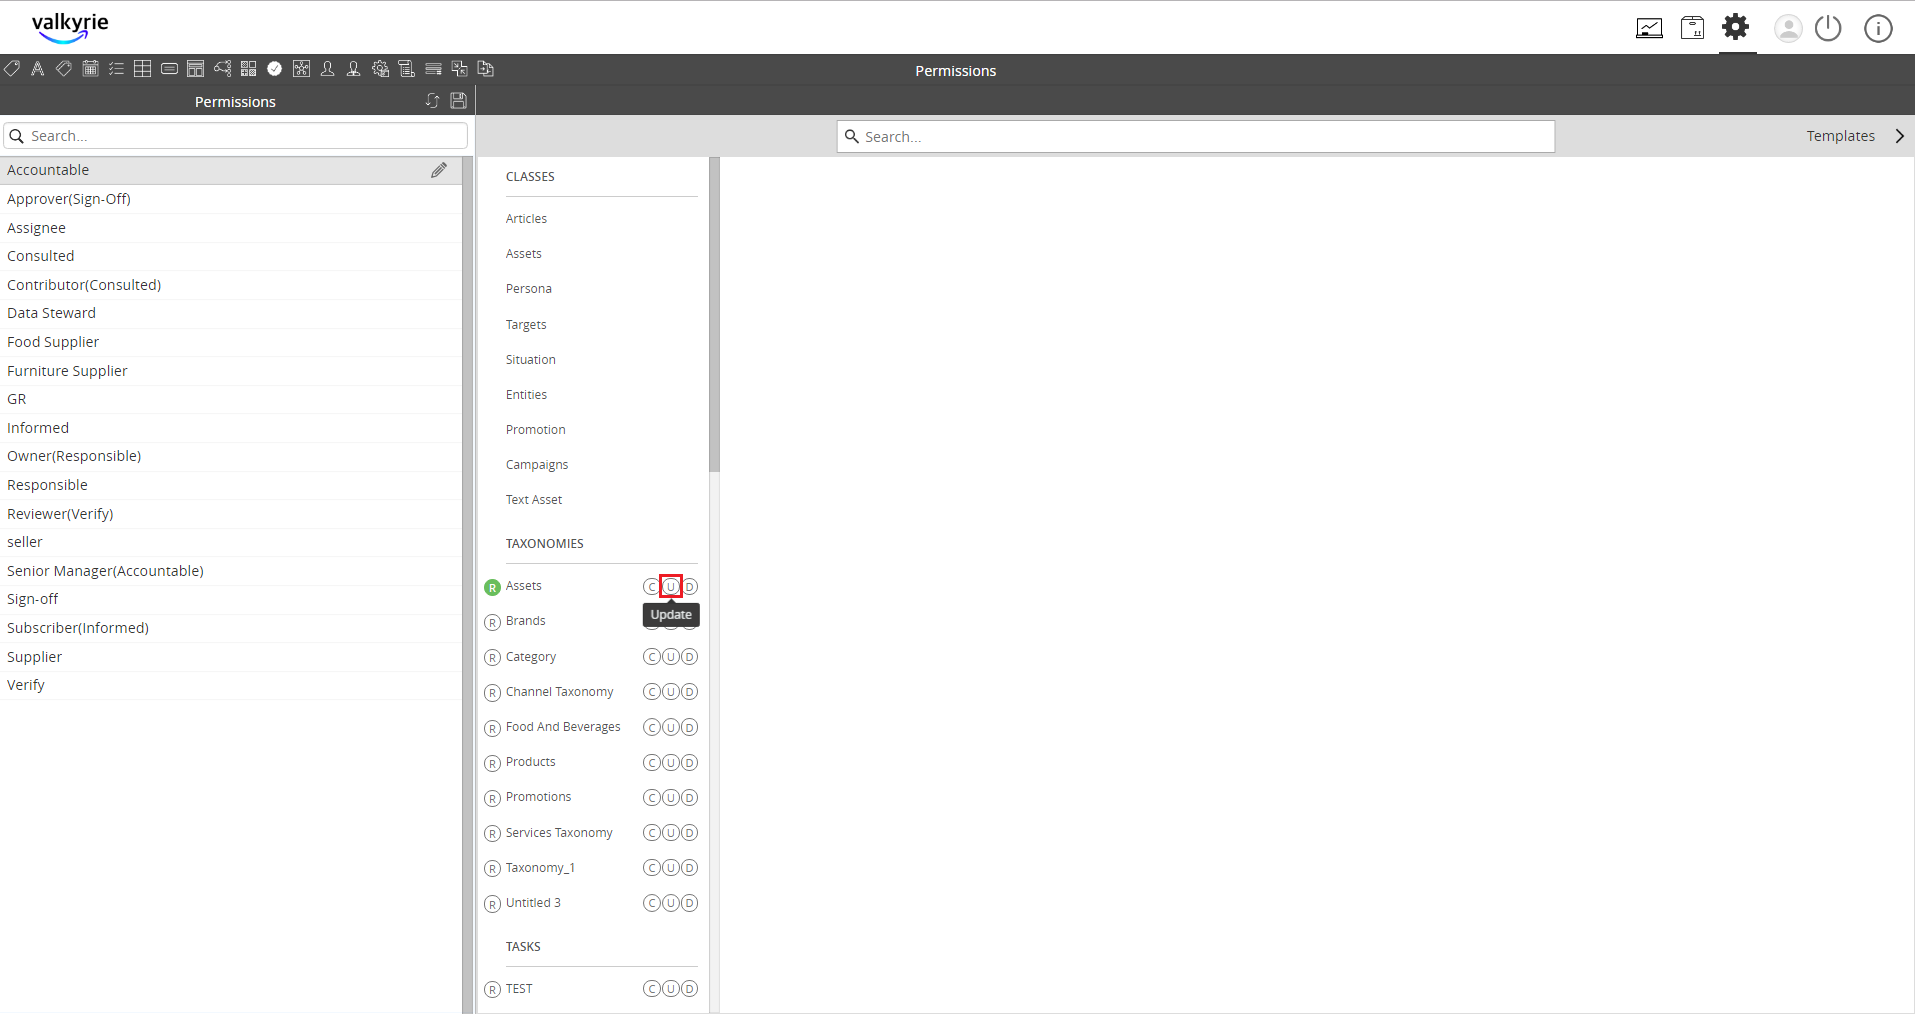 valkyrie
Permissions
Permissions
Search...
Search...
Templates
Accountable
Approver(Sign-Off)
Assignee
Consulted
Contributor(Consulted)
Data Steward
Food Supplier
Furniture Supplier
GR
Informed
Owner(Responsible)
Responsible
Reviewer(Verify)
seller
Senior Manager(Accountable)
Sign-off
Subscriber(Informed)
Supplier
Verify
CLASSES
Articles
Assets
Persona
Targets
Situation
Entities
Promotion
Campaigns
Text Asset
TAXONOMIES
R Assets C U D
Update
R Brands
R Category C U D
R Channel Taxonomy C U D
R Food And Beverages C U D
R Products C U D
R Promotions C U D
R Services Taxonomy C U D
R Taxonomy_1 C U D
R Untitled 3 C U D
TASKS
R TEST C U D